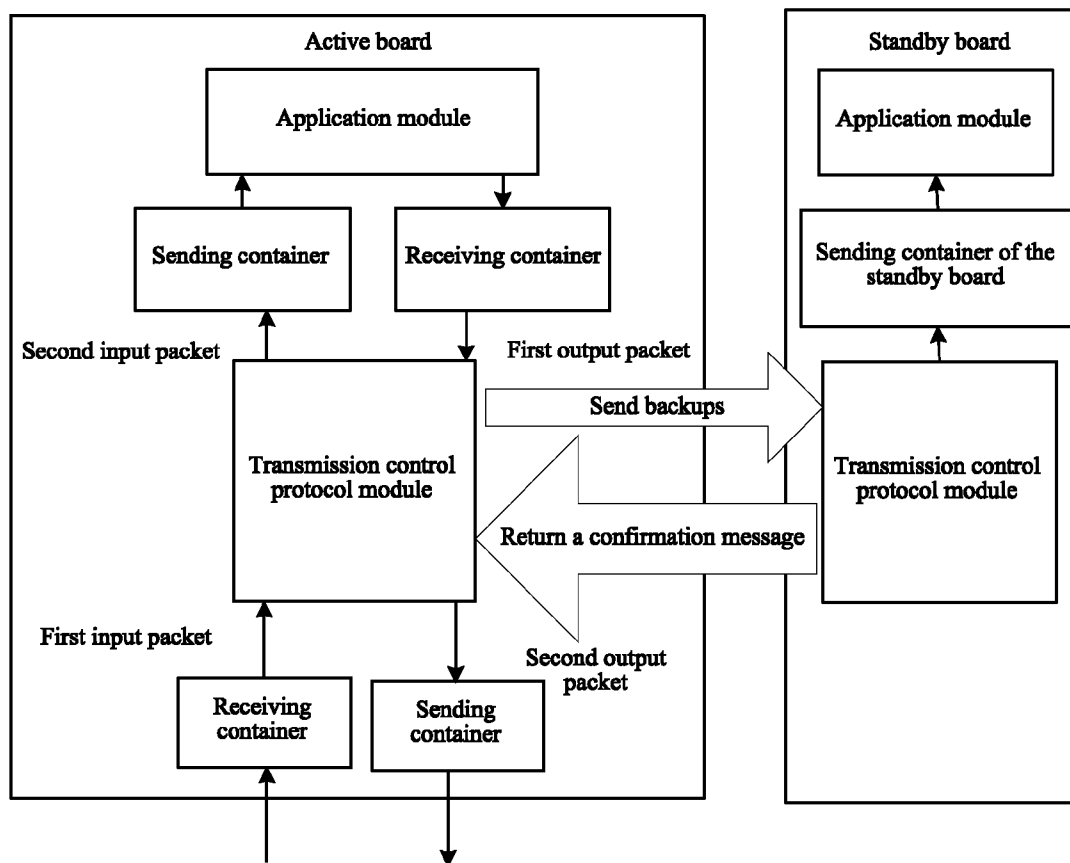 Active board
Application module
Sending container
Receiving container
Second input packet
First output packet
Transmission control
protocol module
First input packet
Second output
packet
Receiving
container
Sending
container
Send backups
Return a confirmation message
Standby board
Application module
Sending container of the
standby board
Transmission control
protocol module